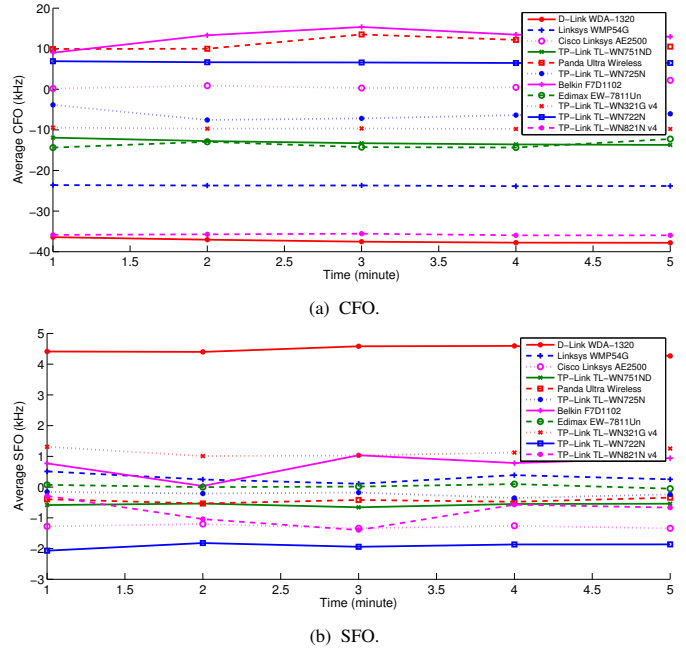 20
10
0
−10
−20
−30
−40
Average CFO (kHz)
D−Link WDA−1320
Linksys WMP54G
Cisco Linksys AE2500
TP−Link TL−WN751ND
Panda Ultra Wireless
TP−Link TL−WN725N
Belkin F7D1102
Edimax EW−7811Un
TP−Link TL−WN321G v4
TP−Link TL−WN722N
TP−Link TL−WN821N v4
1 1.5 2 2.5 3 3.5 4 4.5 5
Time (minute)
(a) CFO.
5
4
3
2
1
0
−1
−2
−3
Average SFO (kHz)
D−Link WDA−1320
Linksys WMP54G
Cisco Linksys AE2500
TP−Link TL−WN751ND
Panda Ultra Wireless
TP−Link TL−WN725N
Belkin F7D1102
Edimax EW−7811Un
TP−Link TL−WN321G v4
TP−Link TL−WN722N
TP−Link TL−WN821N v4
1 1.5 2 2.5 3 3.5 4 4.5 5
Time (minute)
(b) SFO.